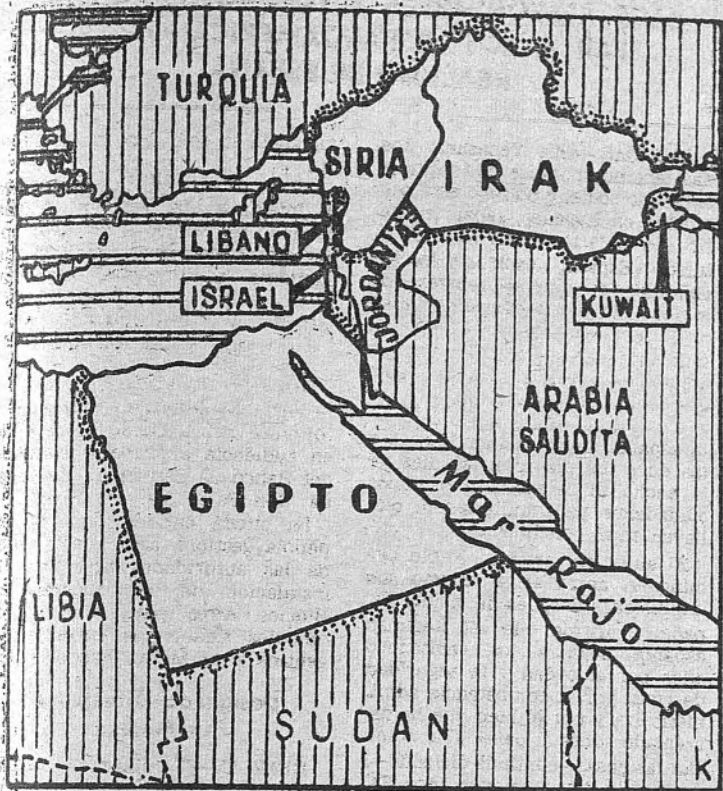 TURQUIA
SIRIA
IRAK
LIBANO
ISRAEL
JORDANIA
KUWAIT
ARABIA
SAUDITA
EGIPTO
Mar
Rojo
LIBIA
SUDAN
K